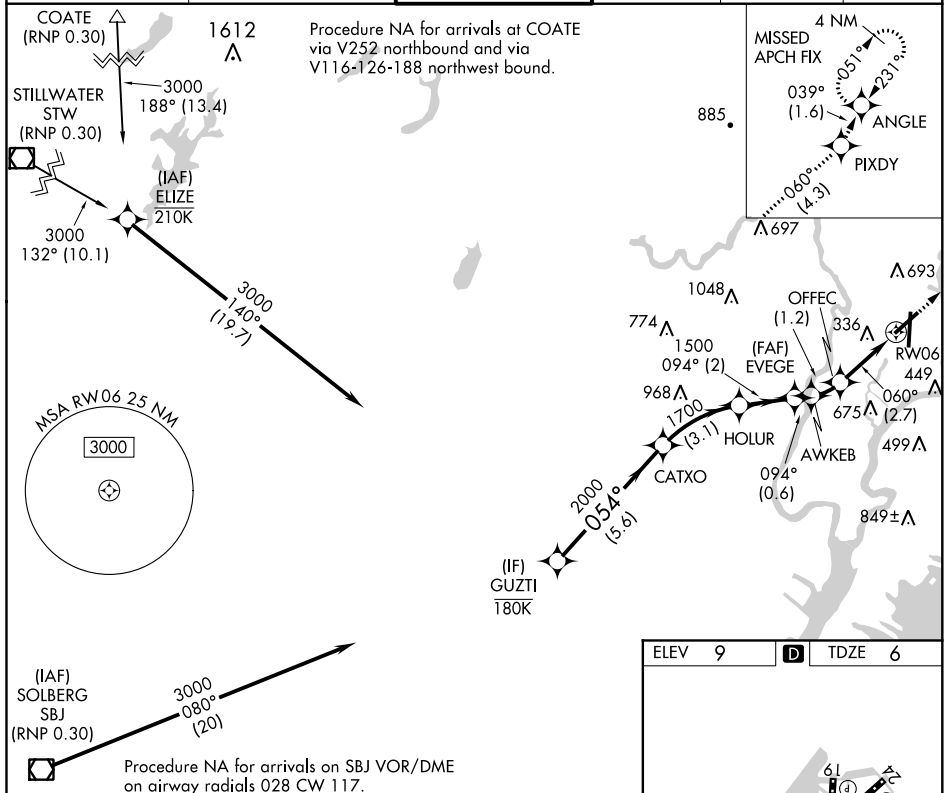 COATE
(RNP 0.30)
1612
Procedure NA for arrivals at COATE
via V252 northbound and via
V116-126-188 northwest bound.
4 NM
MISSED
APCH FIX
051°
231°
039°
(1.6)
ANGLE
PIXDY
060°
(4.3)
3000
188° (13.4)
STILLWATER
STW
(RNP 0.30)
885
(IAF)
ELIZE
210K
3000
132° (10.1)
697
3000
140°
(19.7)
693
1048
OFFEC
(1.2)
336
774
1500
094° (2)
(FAF)
EVEGE
RW06
449
968
1700
(3.1)
HOLUR
060°
(2.7)
675
AWKEB
499
CATXO
094°
(0.6)
MSA RW06 25 NM
3000
2000
054°
(5.6)
849±
(IF)
GUZTI
180K
ELEV 9
D
TDZE 6
(IAF)
SOLBERG
SBJ
(RNP 0.30)
3000
080°
(20)
Procedure NA for arrivals on SBJ VOR/DME
on airway radials 028 CW 117.
19
P
24